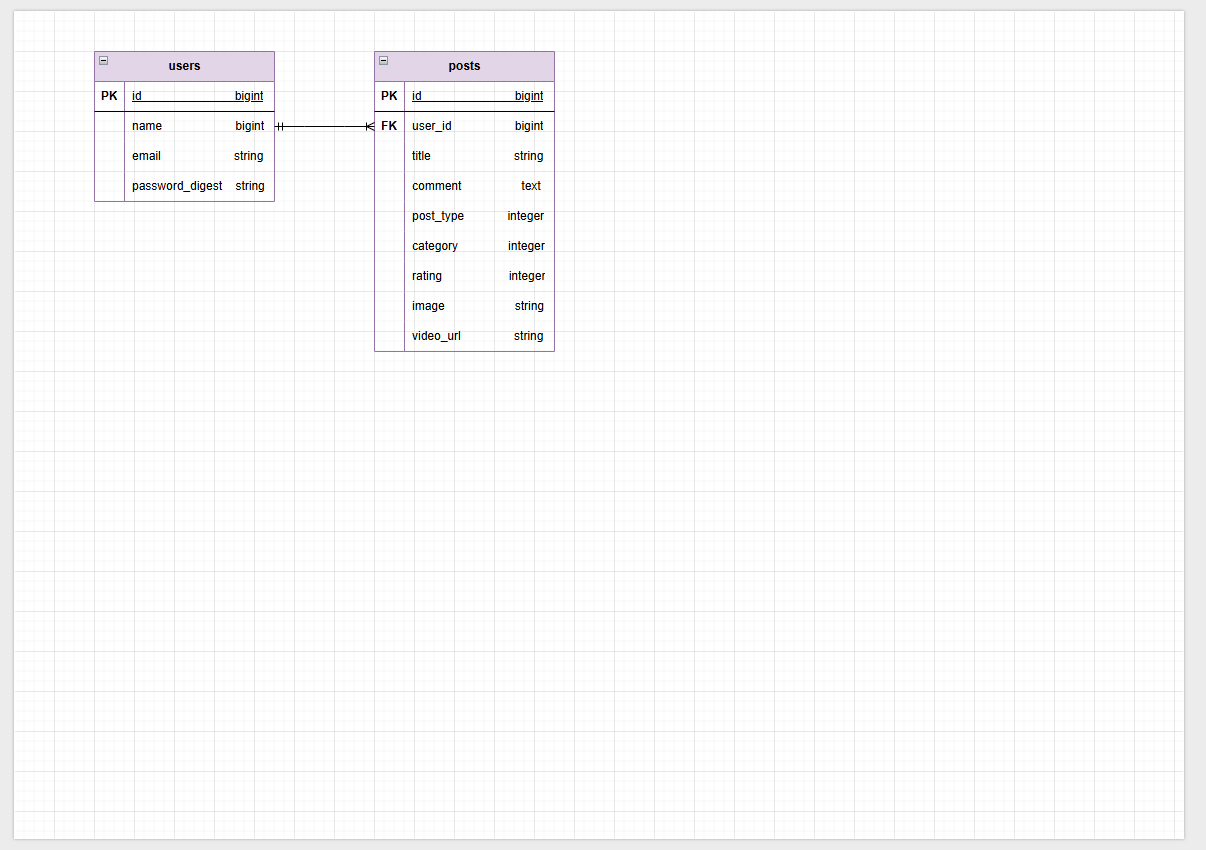 users
PK id bigint
name bigint
email string
password_digest string
posts
PK id bigint
FK user_id bigint
title string
comment text
post_type integer
category integer
rating integer
image string
video_url string